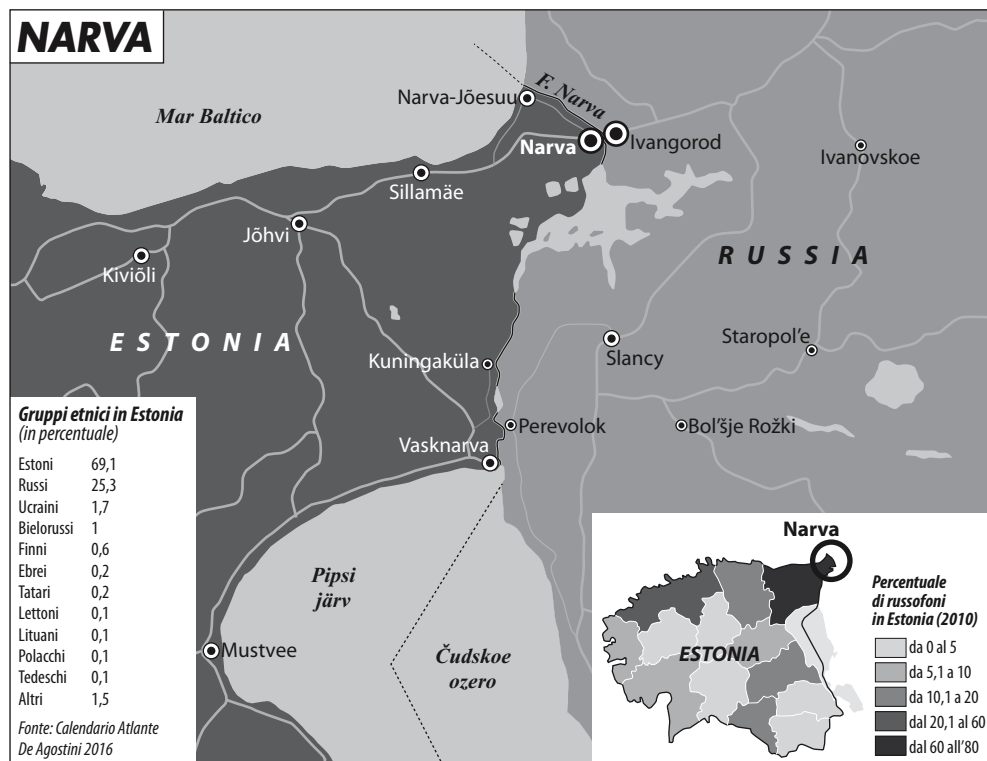 NARVA
Mar Baltico
Narva-Jõesuu
F. Narva
Narva
Ivangorod
Ivanovskoe
Sillamäe
Jõhvi
Kiviõli
RUSSIA
ESTONIA
Staropol'e
Kuningaküla
Slancy
Perevolok
Bol'šje Rožki
Vasknarva
Gruppi etnici in Estonia
(in percentuale)
Estoni 69,1
Russi 25,3
Ucraini 1,7
Bielorussi 1
Finni 0,6
Ebrei 0,2
Tatari 0,2
Lettoni 0,1
Lituani 0,1
Polacchi 0,1
Tedeschi 0,1
Altri 1,5
Fonte: Calendario Atlante
De Agostini 2016
Pipsi
järv
Mustvee
Čudskoe
ozero
Narva
ESTONIA
Percentuale
di russofoni
in Estonia (2010)
da 0 al 5
da 5,1 a 10
da 10,1 a 20
dal 20,1 al 60
dal 60 all'80